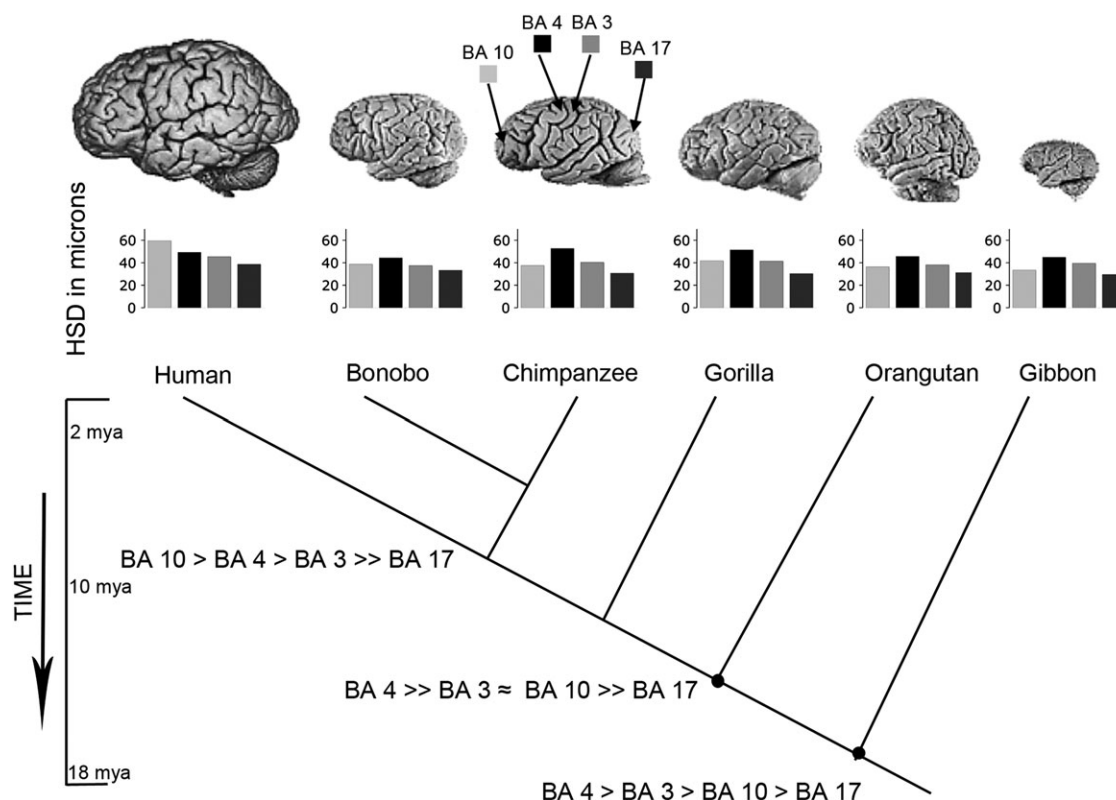 BA 4 BA 3
BA 10 BA 17
HSD in microns
60
40
20
0
60
40
20
0
60
40
20
0
60
40
20
0
60
40
20
0
60
40
20
0
Human Bonobo Chimpanzee Gorilla Orangutan Gibbon
2 mya
BA 10 > BA 4 > BA 3 >> BA 17
10 mya
TIME
BA 4 >> BA 3 ≈ BA 10 >> BA 17
18 mya
BA 4 > BA 3 > BA 10 > BA 17